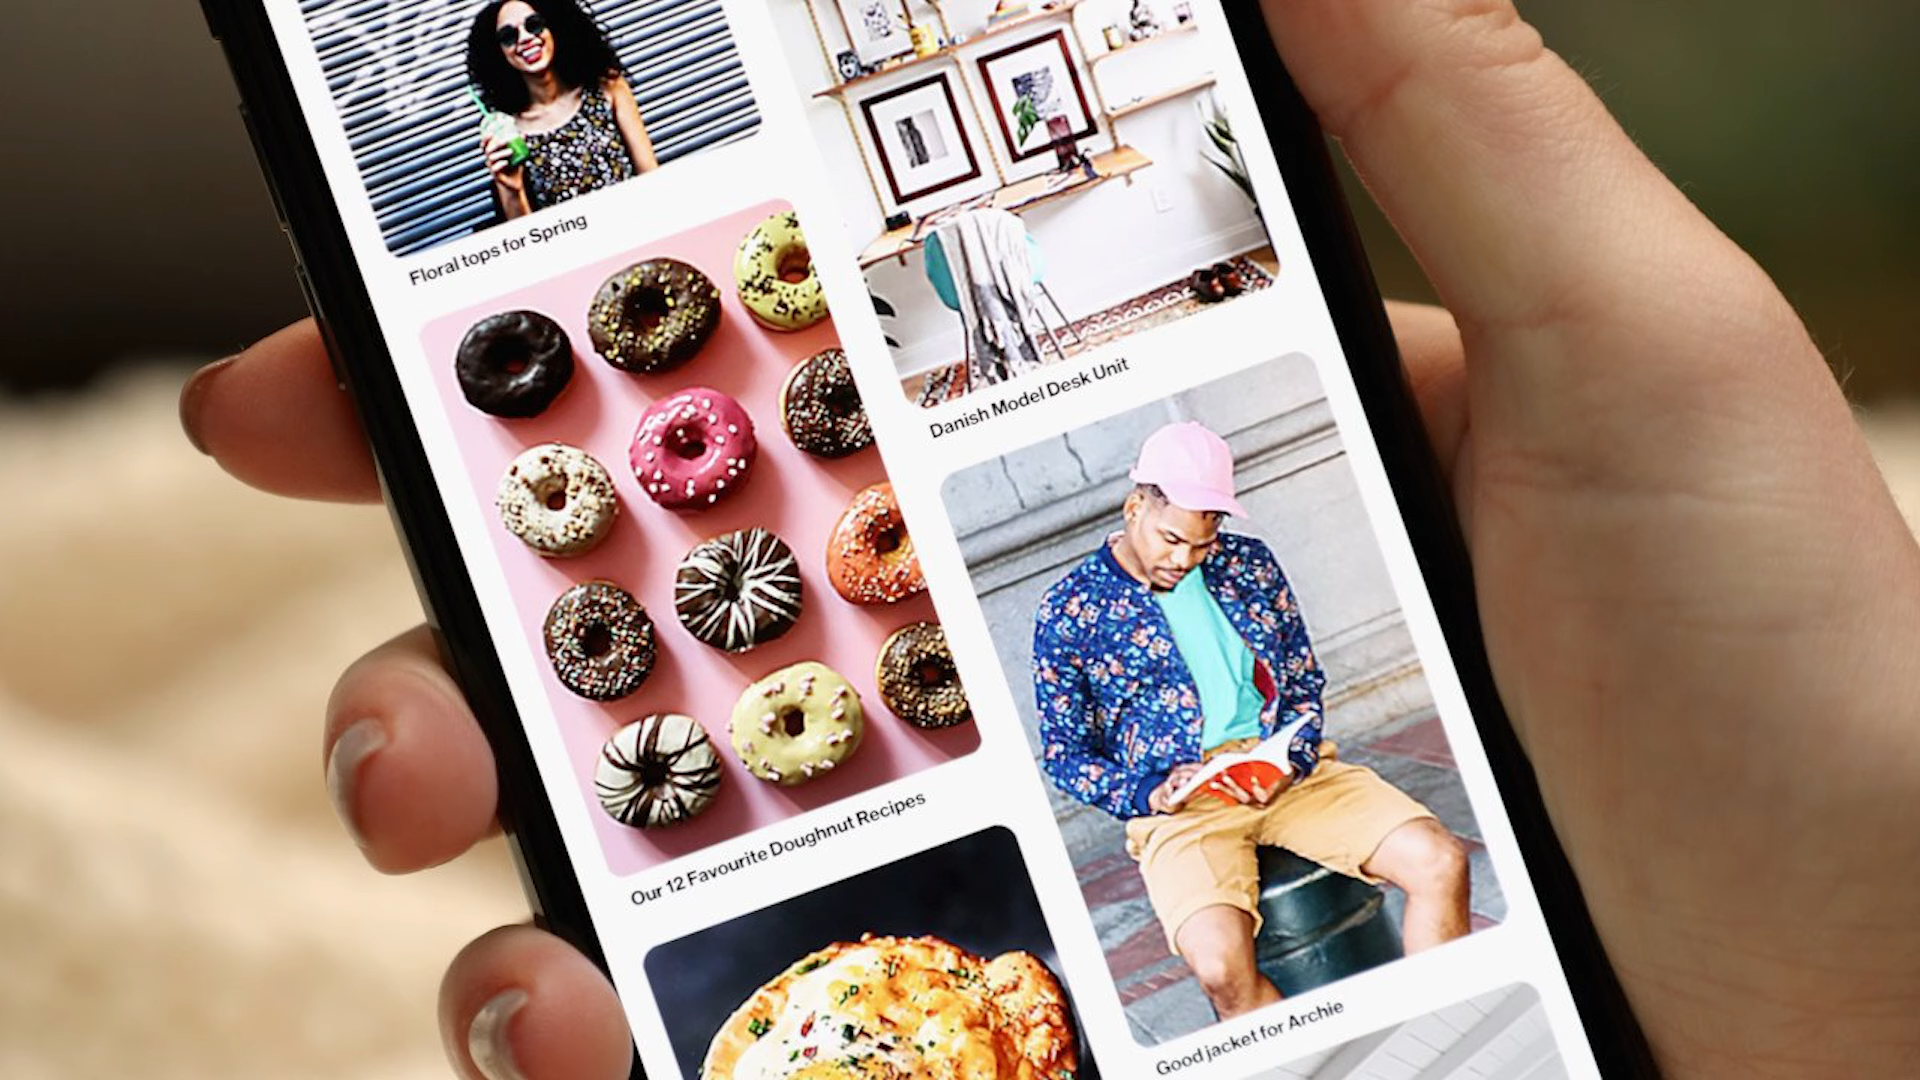 Floral tops for Spring
Danish Model Desk Unit
Our 12 Favourite Doughnut Recipes
Good jacket for Archie